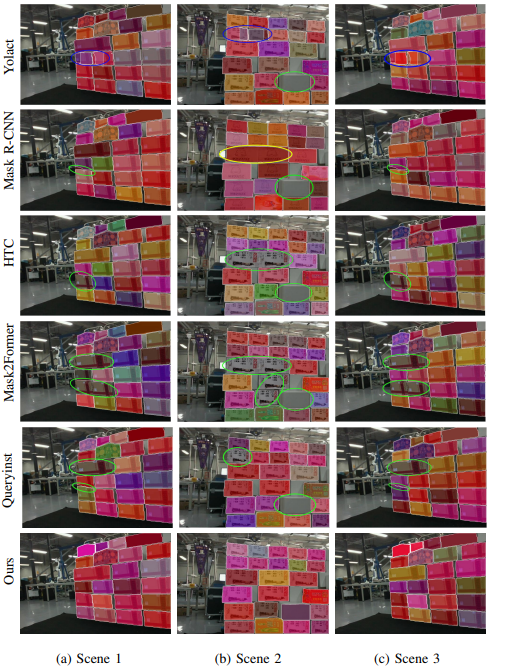 Yolact
Mask R-CNN
HTC
Mask2Former
Queryinst
Ours
(a) Scene 1
(b) Scene 2
(c) Scene 3